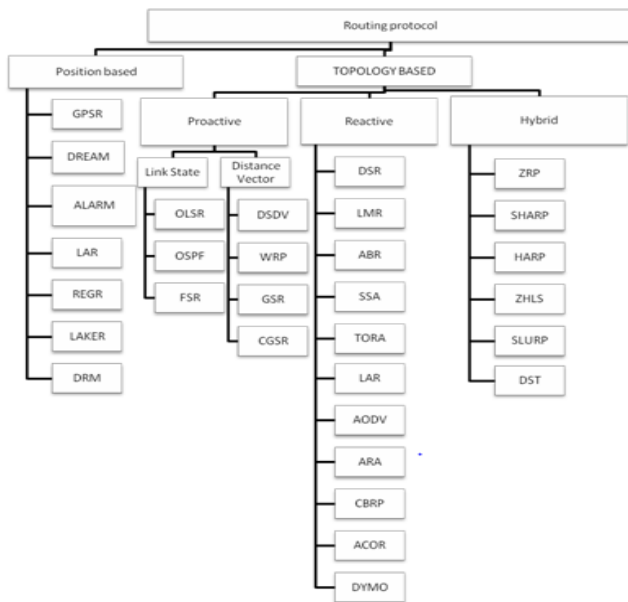 Routing protocol
Position based
TOPOLOGY BASED
GPSR
DREAM
ALARM
LAR
REGR
LAKER
DRM
Proactive
Link State
OLSR
OSPF
FSR
Distance
Vector
DSDV
WRP
GSR
CGSR
Reactive
DSR
LMR
ABR
SSA
TORA
LAR
AODV
ARA
CBRP
ACOR
DYMO
Hybrid
ZRP
SHARP
HARP
ZHLS
SLURP
DST